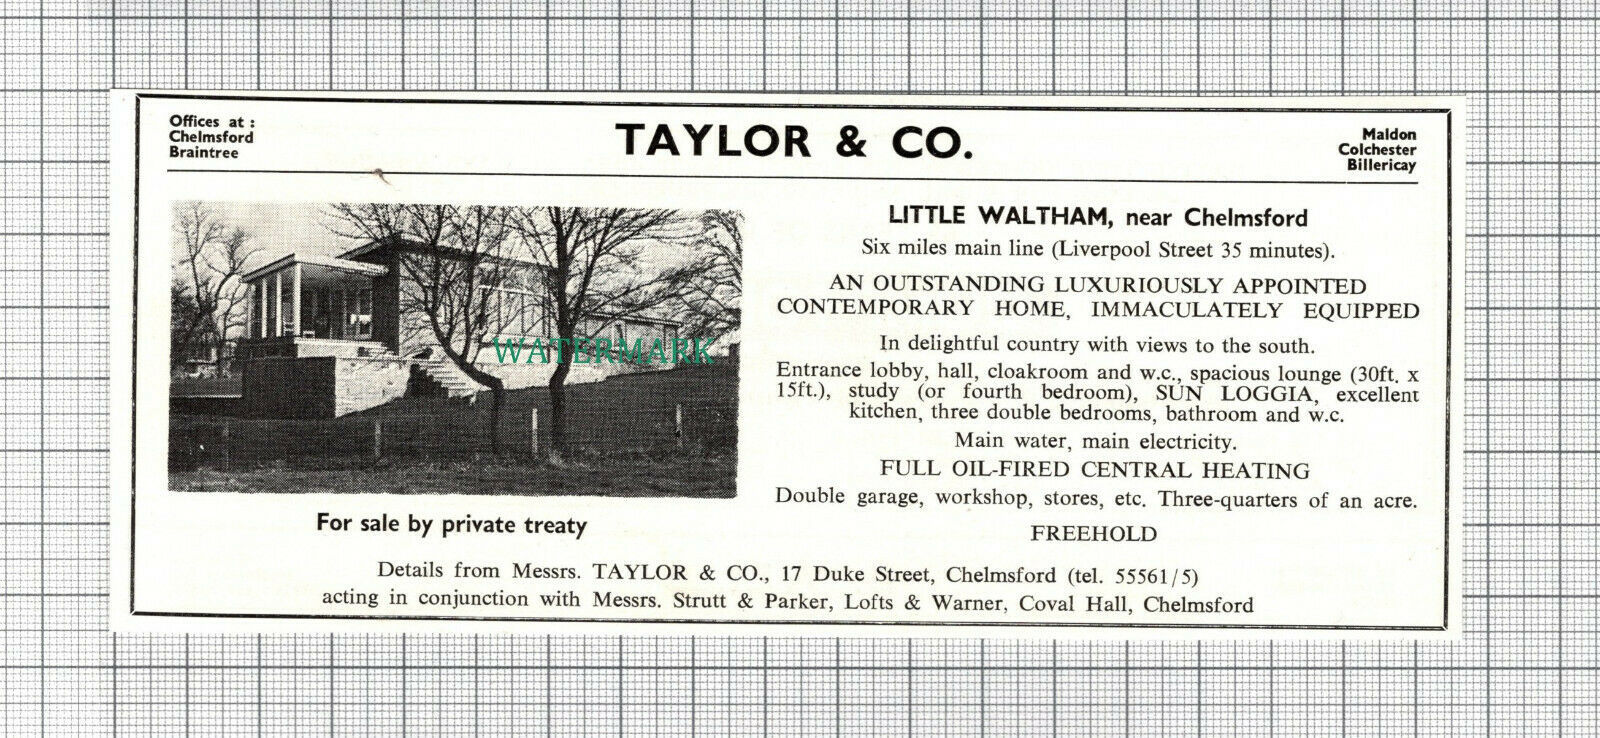 Offices at :
Chelmsford
Braintree
TAYLOR & CO.
Maldon
Colchester
Billericay
WATERMARK
For sale by private treaty
LITTLE WALTHAM, near Chelmsford
Six miles main line (Liverpool Street 35 minutes).
AN OUTSTANDING LUXURIOUSLY APPOINTED
CONTEMPORARY HOME, IMMACULATELY EQUIPPED
In delightful country with views to the south.
Entrance lobby, hall, cloakroom and w.c., spacious lounge (30ft. x
15ft.), study (or fourth bedroom), SUN LOGGIA, excellent
kitchen, three double bedrooms, bathroom and w.c.
Main water, main electricity.
FULL OIL-FIRED CENTRAL HEATING
Double garage, workshop, stores, etc. Three-quarters of an acre.
FREEHOLD
Details from Messrs. TAYLOR & CO., 17 Duke Street, Chelmsford (tel. 55561/5)
acting in conjunction with Messrs. Strutt & Parker, Lofts & Warner, Coval Hall, Chelmsford